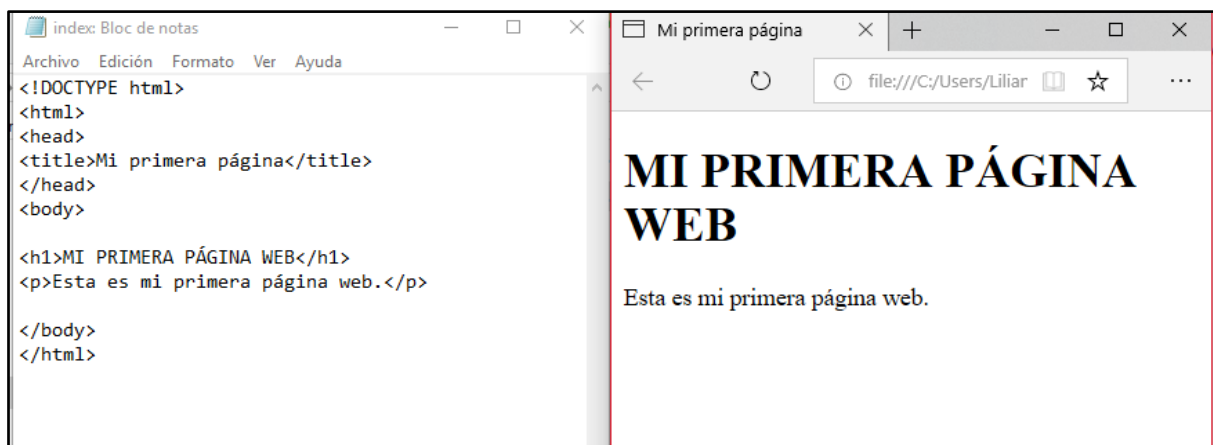 index: Bloc de notas
Archivo Edición Formato Ver Ayuda
<!DOCTYPE html>
<html>
<head>
<title>Mi primera página</title>
</head>
<body>
<h1>MI PRIMERA PÁGINA WEB</h1>
<p>Esta es mi primera página web.</p>
</body>
</html>
Mi primera página
file:///C:/Users/Lilian
MI PRIMERA PÁGINA
WEB
Esta es mi primera página web.